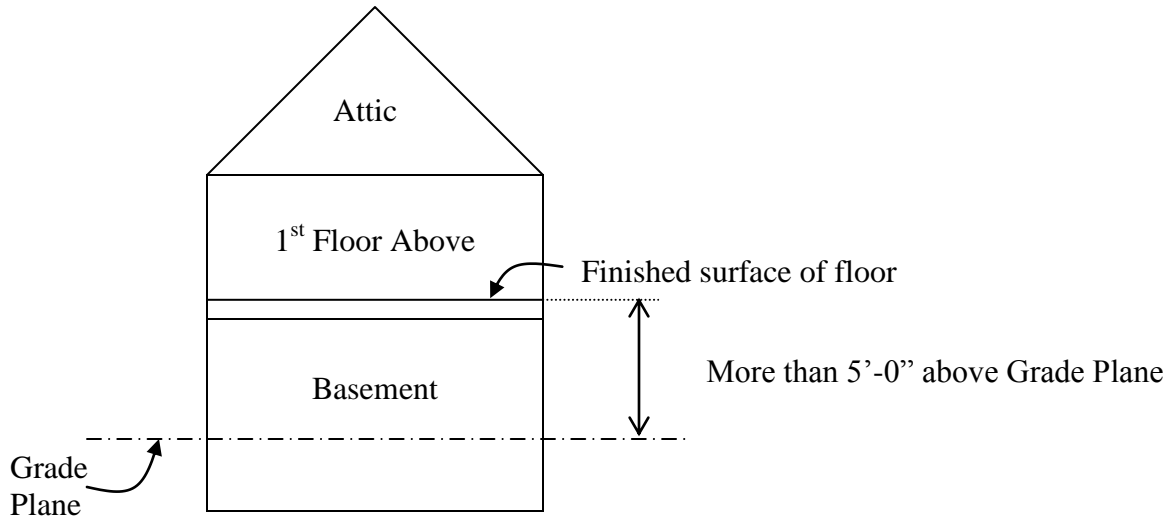 Attic
1st Floor Above
Finished surface of floor
More than 5’-0” above Grade Plane
Basement
Grade
Plane